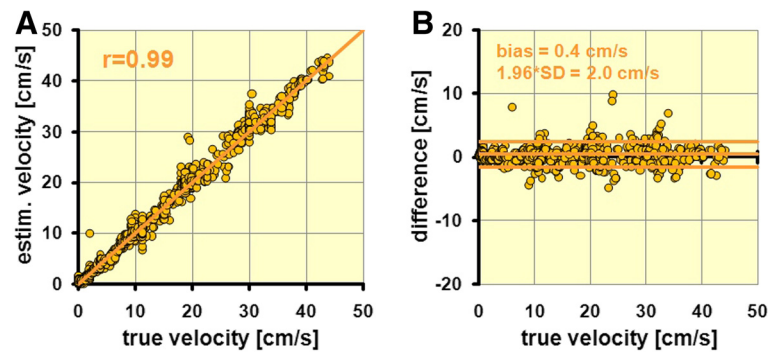 A
50
40
30
20
10
0
estim. velocity [cm/s]
r=0.99
0 10 20 30 40 50
true velocity [cm/s]
B
20
10
0
-10
-20
difference [cm/s]
bias = 0.4 cm/s
1.96*SD = 2.0 cm/s
0 10 20 30 40 50
true velocity [cm/s]